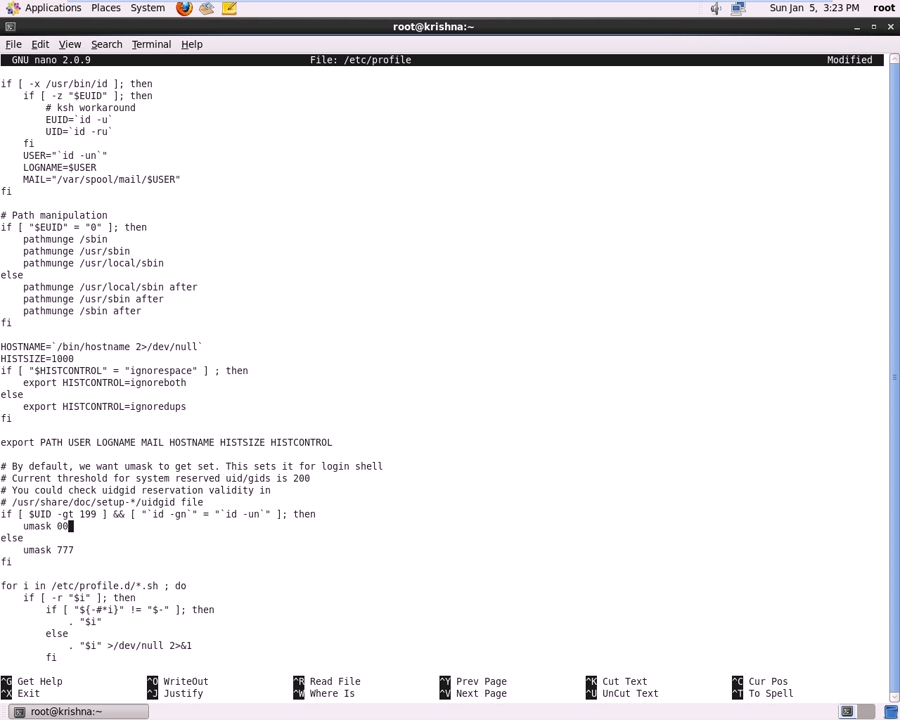 Applications Places System Sun Jan 5, 3:23 PM root
root@krishna:~
File Edit View Search Terminal Help
GNU nano 2.0.9 File: /etc/profile Modified
if [ -x /usr/bin/id ]; then
    if [ -z "$EUID" ]; then
        # ksh workaround
        EUID=`id -u`
        UID=`id -ru`
    fi
    USER="`id -un`"
    LOGNAME=$USER
    MAIL="/var/spool/mail/$USER"
fi
# Path manipulation
if [ "$EUID" = "0" ]; then
    pathmunge /sbin
    pathmunge /usr/sbin
    pathmunge /usr/local/sbin
else
    pathmunge /usr/local/sbin after
    pathmunge /usr/sbin after
    pathmunge /sbin after
fi
HOSTNAME=`/bin/hostname 2>/dev/null`
HISTSIZE=1000
if [ "$HISTCONTROL" = "ignorespace" ] ; then
    export HISTCONTROL=ignoreboth
else
    export HISTCONTROL=ignoredups
fi
export PATH USER LOGNAME MAIL HOSTNAME HISTSIZE HISTCONTROL
# By default, we want umask to get set. This sets it for login shell
# Current threshold for system reserved uid/gids is 200
# You could check uidgid reservation validity in
# /usr/share/doc/setup-*/uidgid file
if [ $UID -gt 199 ] && [ "`id -gn`" = "`id -un`" ]; then
    umask 00
else
    umask 777
fi
for i in /etc/profile.d/*.sh ; do
    if [ -r "$i" ]; then
        if [ "${-#*i}" != "$-" ]; then
            . "$i"
        else
            . "$i" >/dev/null 2>&1
        fi
^G Get Help ^O WriteOut ^R Read File ^Y Prev Page ^K Cut Text ^C Cur Pos
^X Exit ^J Justify ^W Where Is ^V Next Page ^U UnCut Text ^T To Spell
root@krishna:~